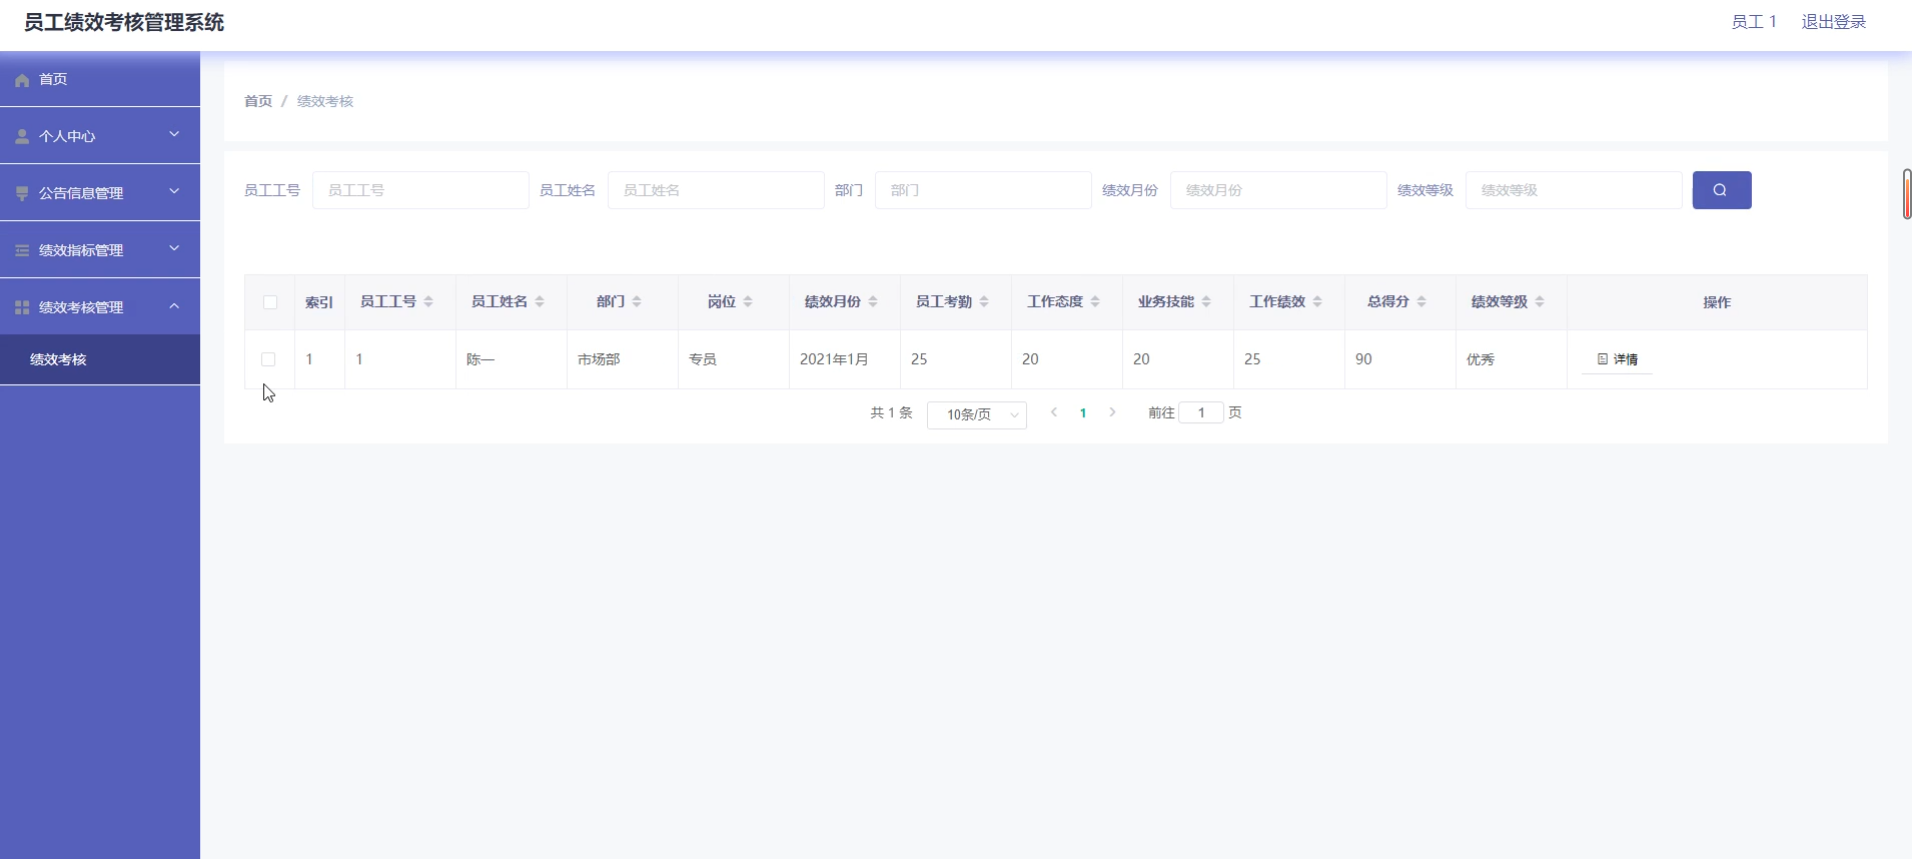 员工绩效考核管理系统
员工 1 退出登录
首页
个人中心
公告信息管理
绩效指标管理
绩效考核管理
绩效考核
首页 / 绩效考核
员工工号 员工工号 员工姓名 员工姓名 部门 部门 绩效月份 绩效月份 绩效等级 绩效等级
索引 员工工号 员工姓名 部门 岗位 绩效月份 员工考勤 工作态度 业务技能 工作绩效 总得分 绩效等级 操作
1 1 陈一 市场部 专员 2021年1月 25 20 20 25 90 优秀 详情
共 1 条 10条/页 1 前往 1 页